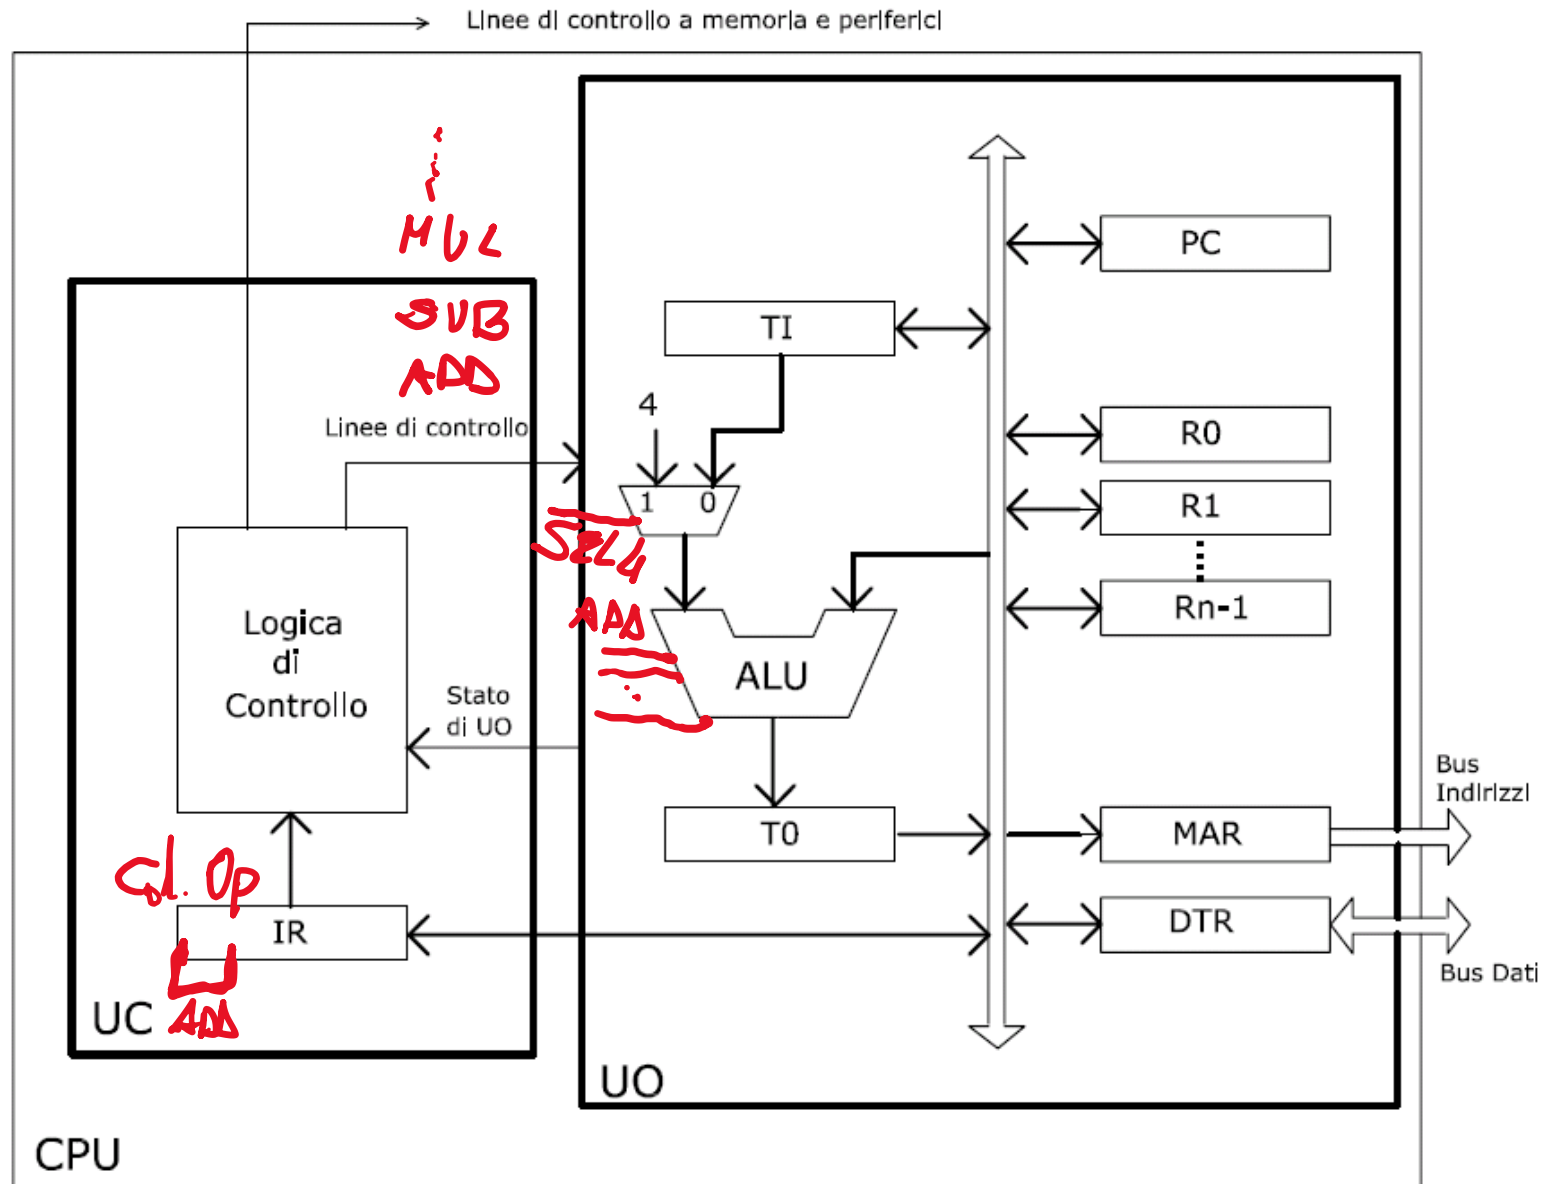 Linee di controllo a memoria e periferici
MUL
SUB
ADD
PC
TI
4
Linee di controllo
R0
1 0
R1
SEL4
ADD
Rn-1
Logica
di
Controllo
ALU
Stato
di UO
Bus
Indirizzi
T0
MAR
Cod. Op
IR
DTR
Bus Dati
UC
ADD
UO
CPU